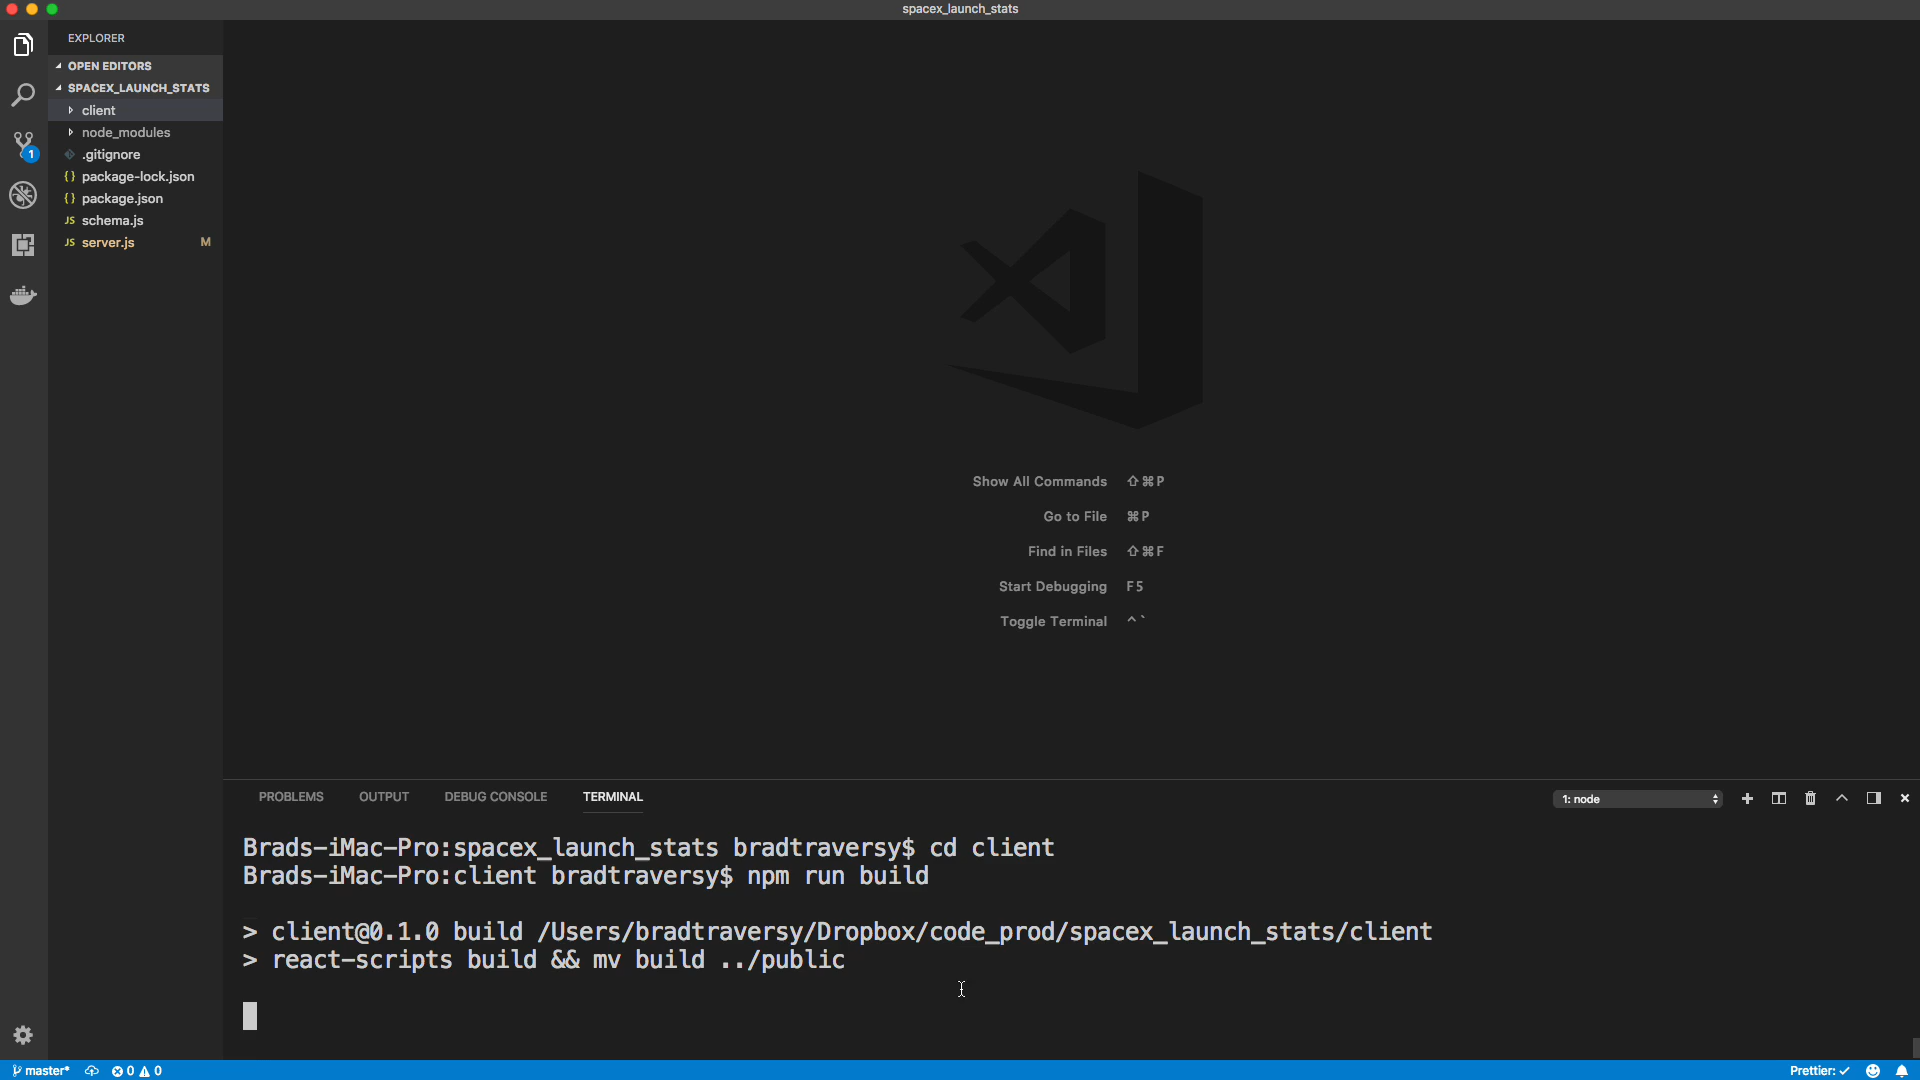 spacex_launch_stats
EXPLORER
OPEN EDITORS
SPACEX_LAUNCH_STATS
client
node_modules
.gitignore
{} package-lock.json
{} package.json
JS schema.js
JS server.js M
1
Show All Commands ⇧⌘P
Go to File ⌘P
Find in Files ⇧⌘F
Start Debugging F5
Toggle Terminal ^`
PROBLEMS OUTPUT DEBUG CONSOLE TERMINAL
1: node
Brads-iMac-Pro:spacex_launch_stats bradtraversy$ cd client
Brads-iMac-Pro:client bradtraversy$ npm run build
> client@0.1.0 build /Users/bradtraversy/Dropbox/code_prod/spacex_launch_stats/client
> react-scripts build && mv build ../public
master* 0 0
Prettier: ✓